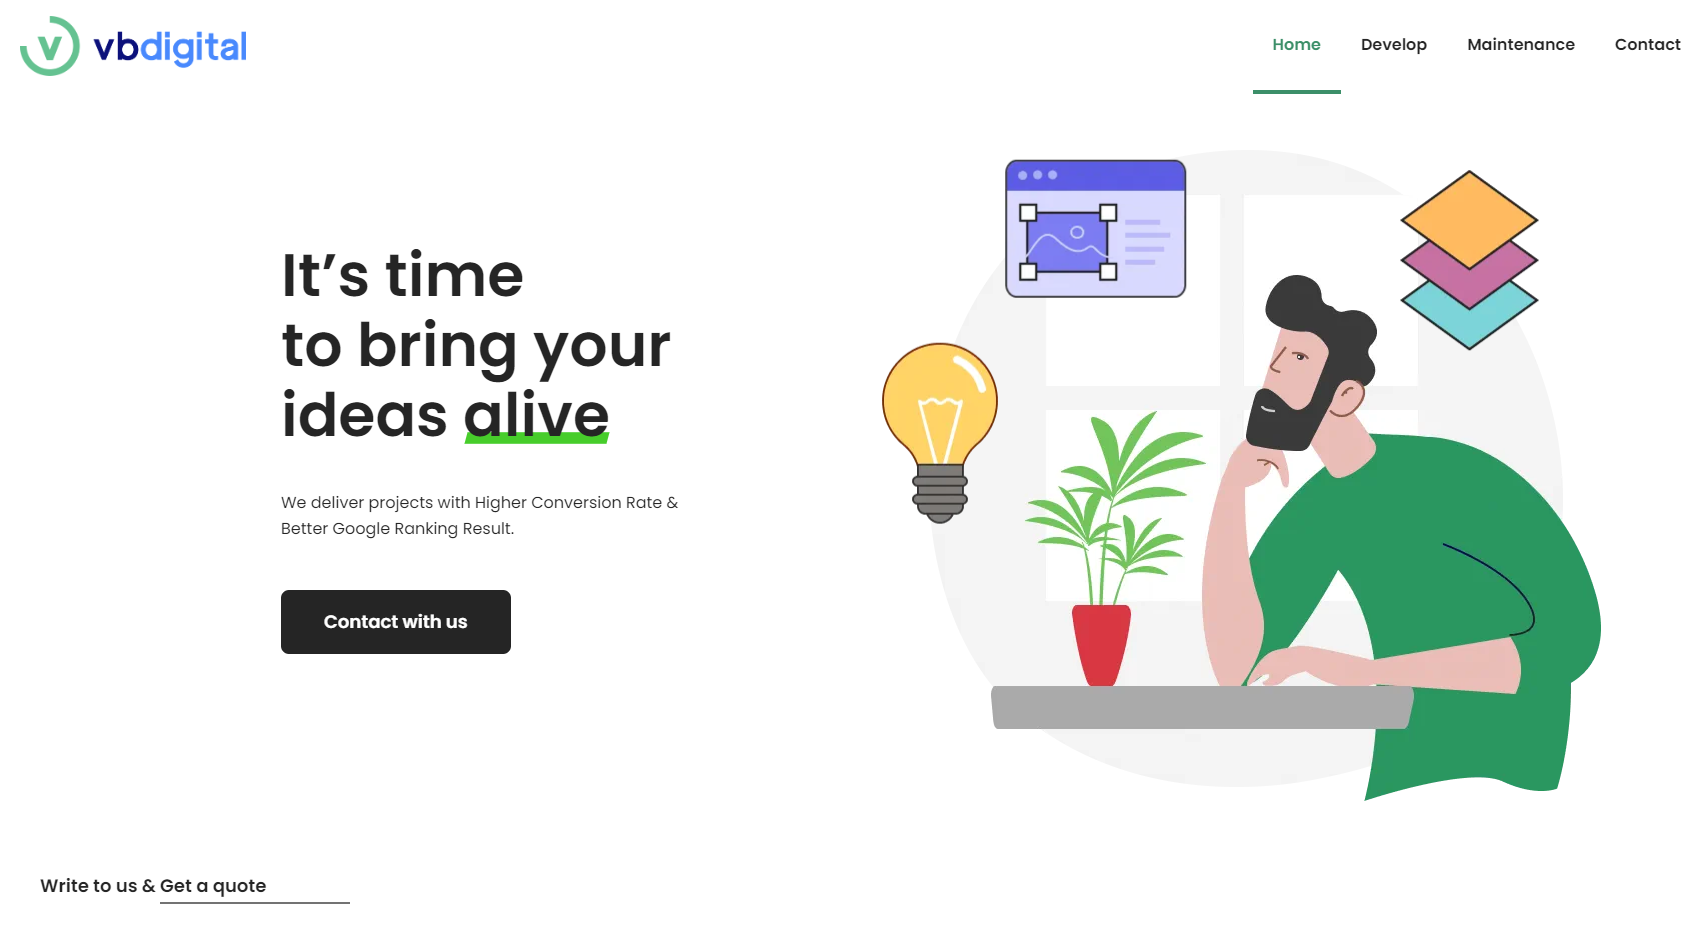 vbdigital
Home Develop Maintenance Contact
It’s time
to bring your
ideas alive
We deliver projects with Higher Conversion Rate &
Better Google Ranking Result.
Contact with us
Write to us & Get a quote